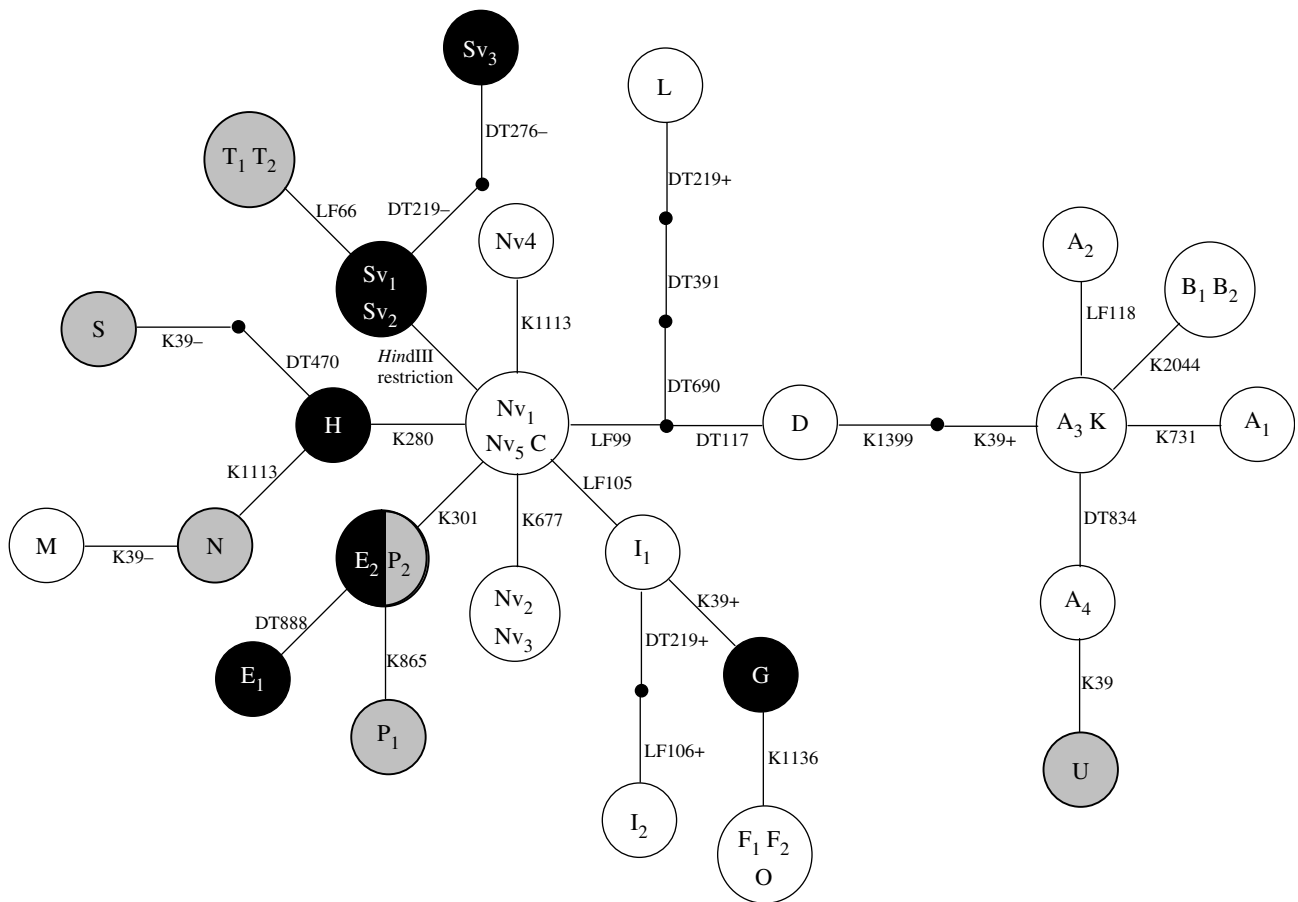 Sv₃
L
DT276–
T₁ T₂
DT219+
LF66
DT219–
Nv4
A₂
Sv₁
Sv₂
B₁ B₂
DT391
S
K39–
LF118
K1113
DT470
HindIII
restriction
K2044
DT690
Nv₁
Nv₅ C
H
K280
LF99
DT117
D
K1399
K39+
A₃ K
K731
A₁
K1113
LF105
K301
K677
DT834
M
K39–
N
E₂ P₂
I₁
Nv₂
Nv₃
K39+
A₄
DT888
DT219+
K865
E₁
G
K39
P₁
LF106+
K1136
U
I₂
F₁ F₂
O